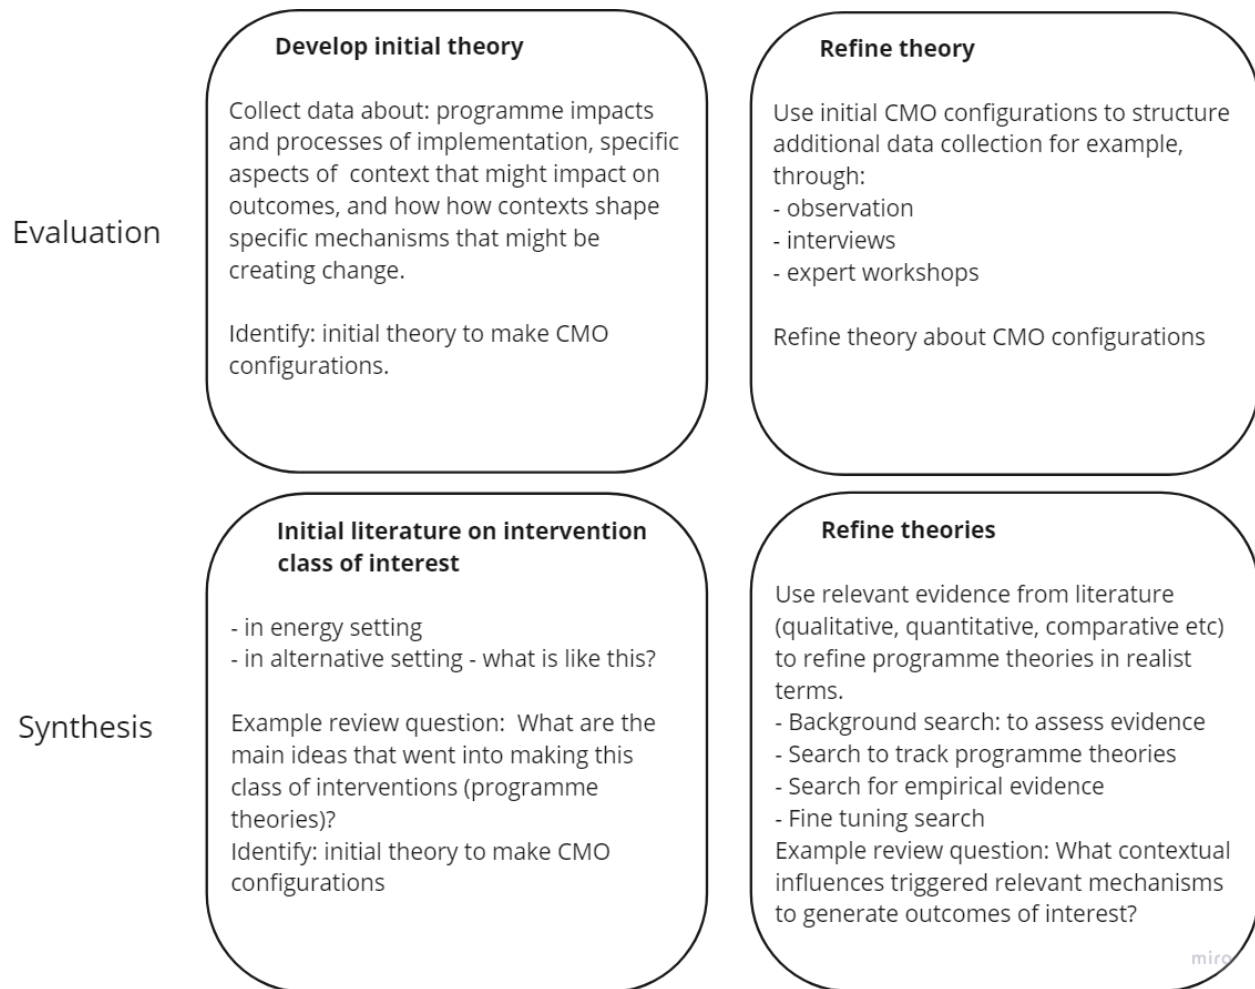 Evaluation
Develop initial theory
Collect data about: programme impacts
and processes of implementation, specific
aspects of context that might impact on
outcomes, and how how contexts shape
specific mechanisms that might be
creating change.
Identify: initial theory to make CMO
configurations.
Refine theory
Use initial CMO configurations to structure
additional data collection for example,
through:
- observation
- interviews
- expert workshops
Refine theory about CMO configurations
Synthesis
Initial literature on intervention
class of interest
- in energy setting
- in alternative setting - what is like this?
Example review question: What are the
main ideas that went into making this
class of interventions (programme
theories)?
Identify: initial theory to make CMO
configurations
Refine theories
Use relevant evidence from literature
(qualitative, quantitative, comparative etc)
to refine programme theories in realist
terms.
- Background search: to assess evidence
- Search to track programme theories
- Search for empirical evidence
- Fine tuning search
Example review question: What contextual
influences triggered relevant mechanisms
to generate outcomes of interest?
miro